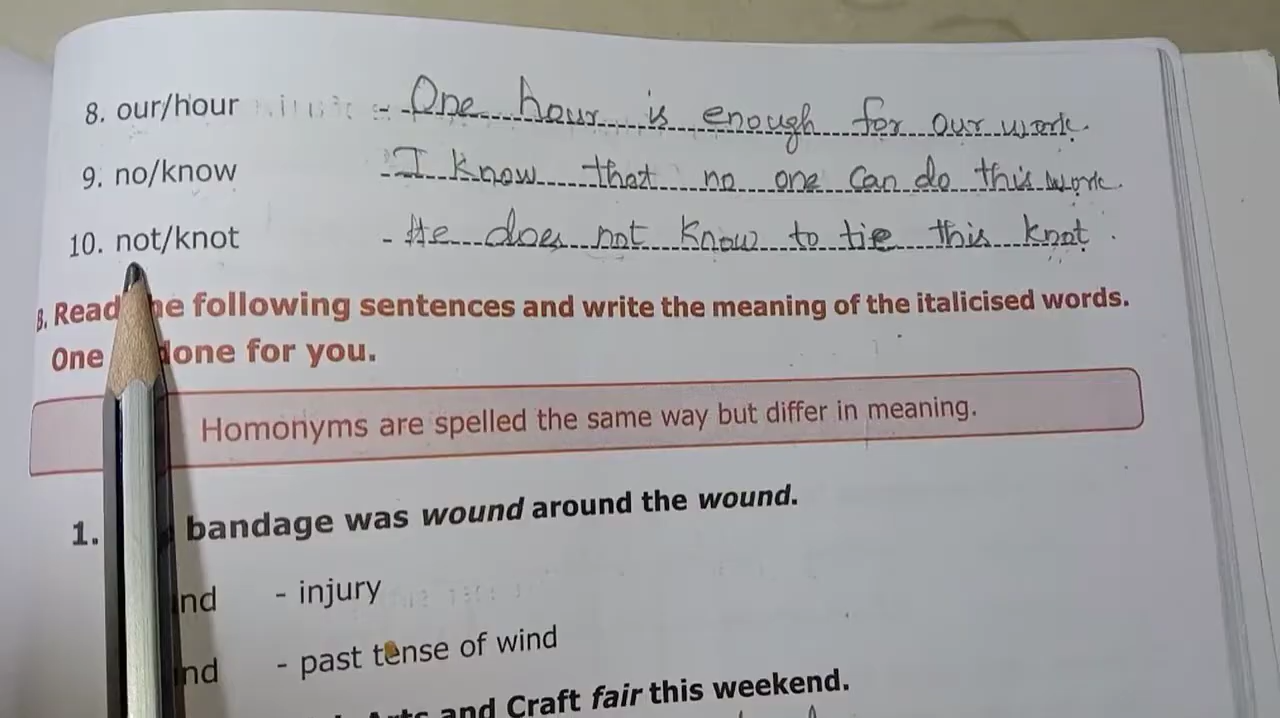 8. our/hour - One hour is enough for our work.
9. no/know - I know that no one can do this work.
10. not/knot - He does not know to tie this knot.
B. Read following sentences and write the meaning of the italicised words.
One done for you.
Homonyms are spelled the same way but differ in meaning.
1. bandage was wound around the wound.
nd - injury
nd - past tense of wind
Arts and Craft fair this weekend.